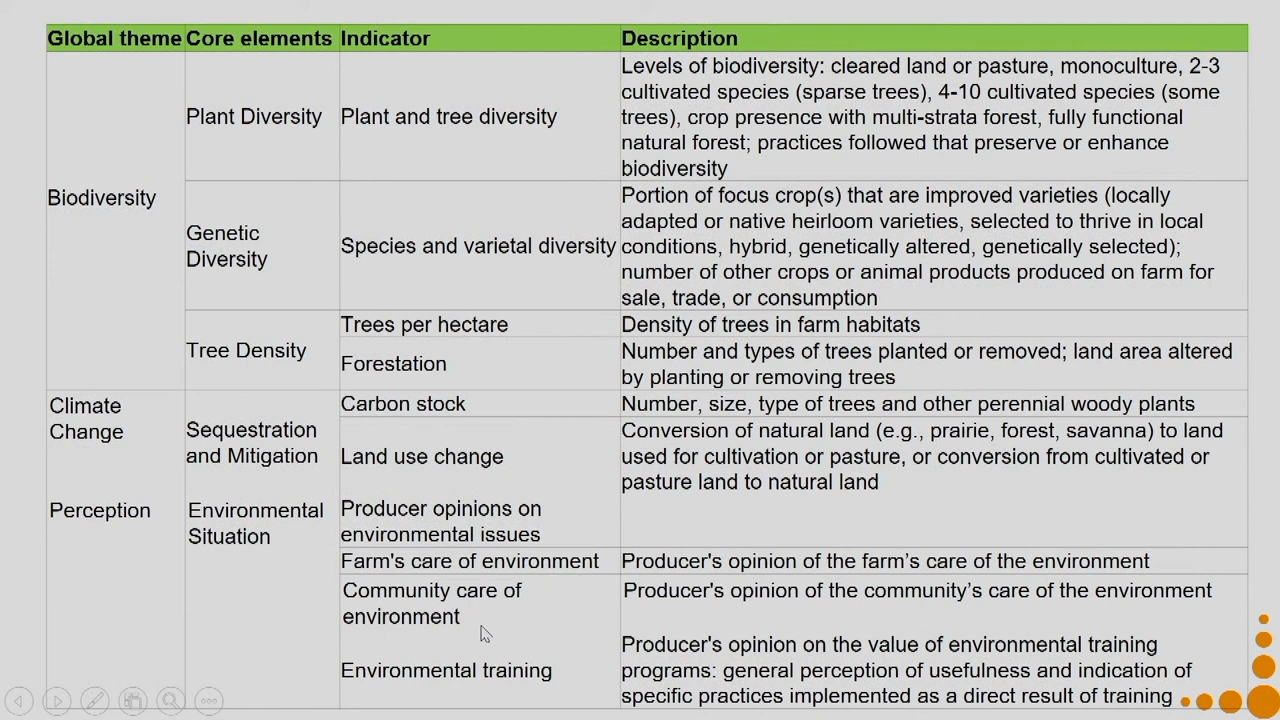 Global theme Core elements Indicator Description
Biodiversity
Plant Diversity
Plant and tree diversity
Levels of biodiversity: cleared land or pasture, monoculture, 2-3
cultivated species (sparse trees), 4-10 cultivated species (some
trees), crop presence with multi-strata forest, fully functional
natural forest; practices followed that preserve or enhance
biodiversity
Genetic
Diversity
Species and varietal diversity
Portion of focus crop(s) that are improved varieties (locally
adapted or native heirloom varieties, selected to thrive in local
conditions, hybrid, genetically altered, genetically selected);
number of other crops or animal products produced on farm for
sale, trade, or consumption
Tree Density
Trees per hectare
Density of trees in farm habitats
Forestation
Number and types of trees planted or removed; land area altered
by planting or removing trees
Climate
Change
Sequestration
and Mitigation
Carbon stock
Number, size, type of trees and other perennial woody plants
Land use change
Conversion of natural land (e.g., prairie, forest, savanna) to land
used for cultivation or pasture, or conversion from cultivated or
pasture land to natural land
Perception
Environmental
Situation
Producer opinions on
environmental issues
Farm's care of environment
Producer's opinion of the farm’s care of the environment
Community care of
environment
Producer's opinion of the community’s care of the environment
Environmental training
Producer's opinion on the value of environmental training
programs: general perception of usefulness and indication of
specific practices implemented as a direct result of training